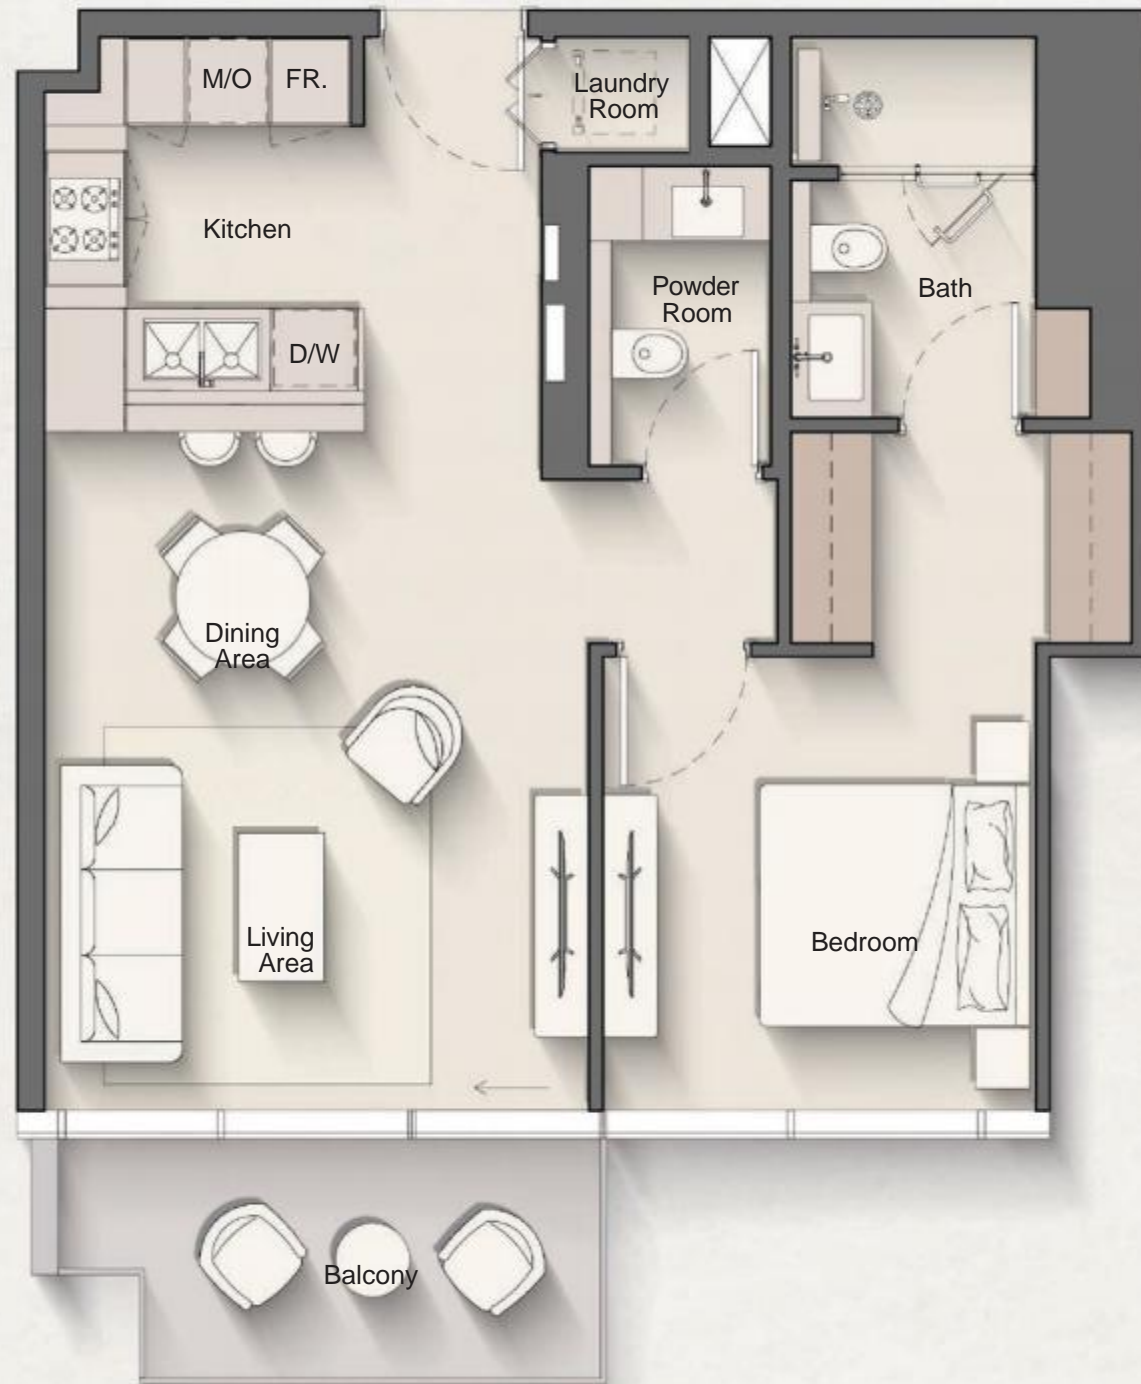 M/O
FR.
Laundry
Room
Kitchen
Powder
Room
Bath
D/W
Dining
Area
Living
Area
Bedroom
Balcony